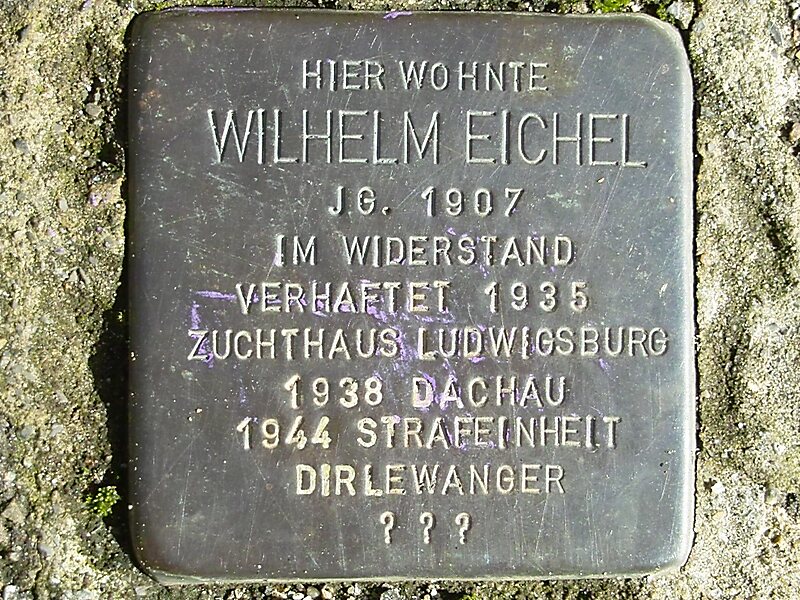 HIER WOHNTE
WILHELM EICHEL
JG. 1907
IM WIDERSTAND
VERHAFTET 1935
ZUCHTHAUS LUDWIGSBURG
1938 DACHAU
1944 STRAFEINHEIT
DIRLEWANGER
? ? ?